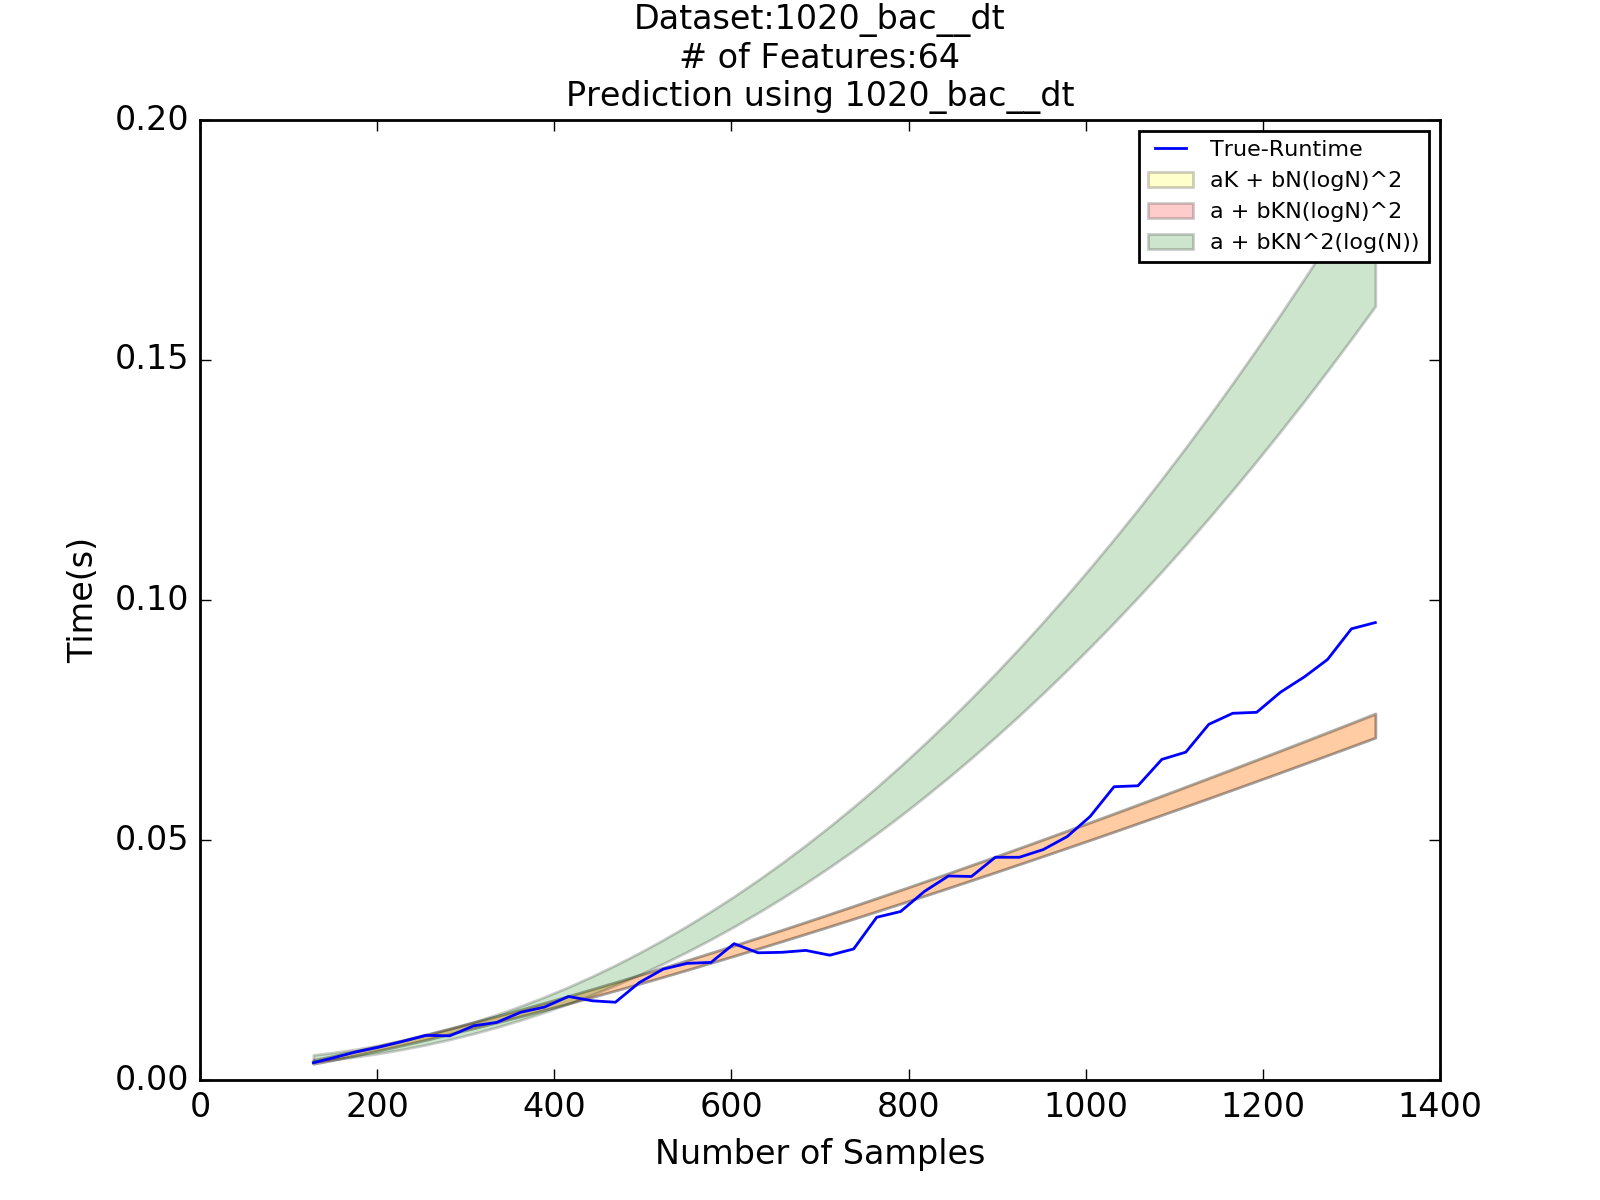 Dataset:1020_bac__dt
# of Features:64
Prediction using 1020_bac__dt
0.20
0.15
0.10
0.05
0.00
Time(s)
True-Runtime
aK + bN(logN)^2
a + bKN(logN)^2
a + bKN^2(log(N))
0 200 400 600 800 1000 1200 1400
Number of Samples